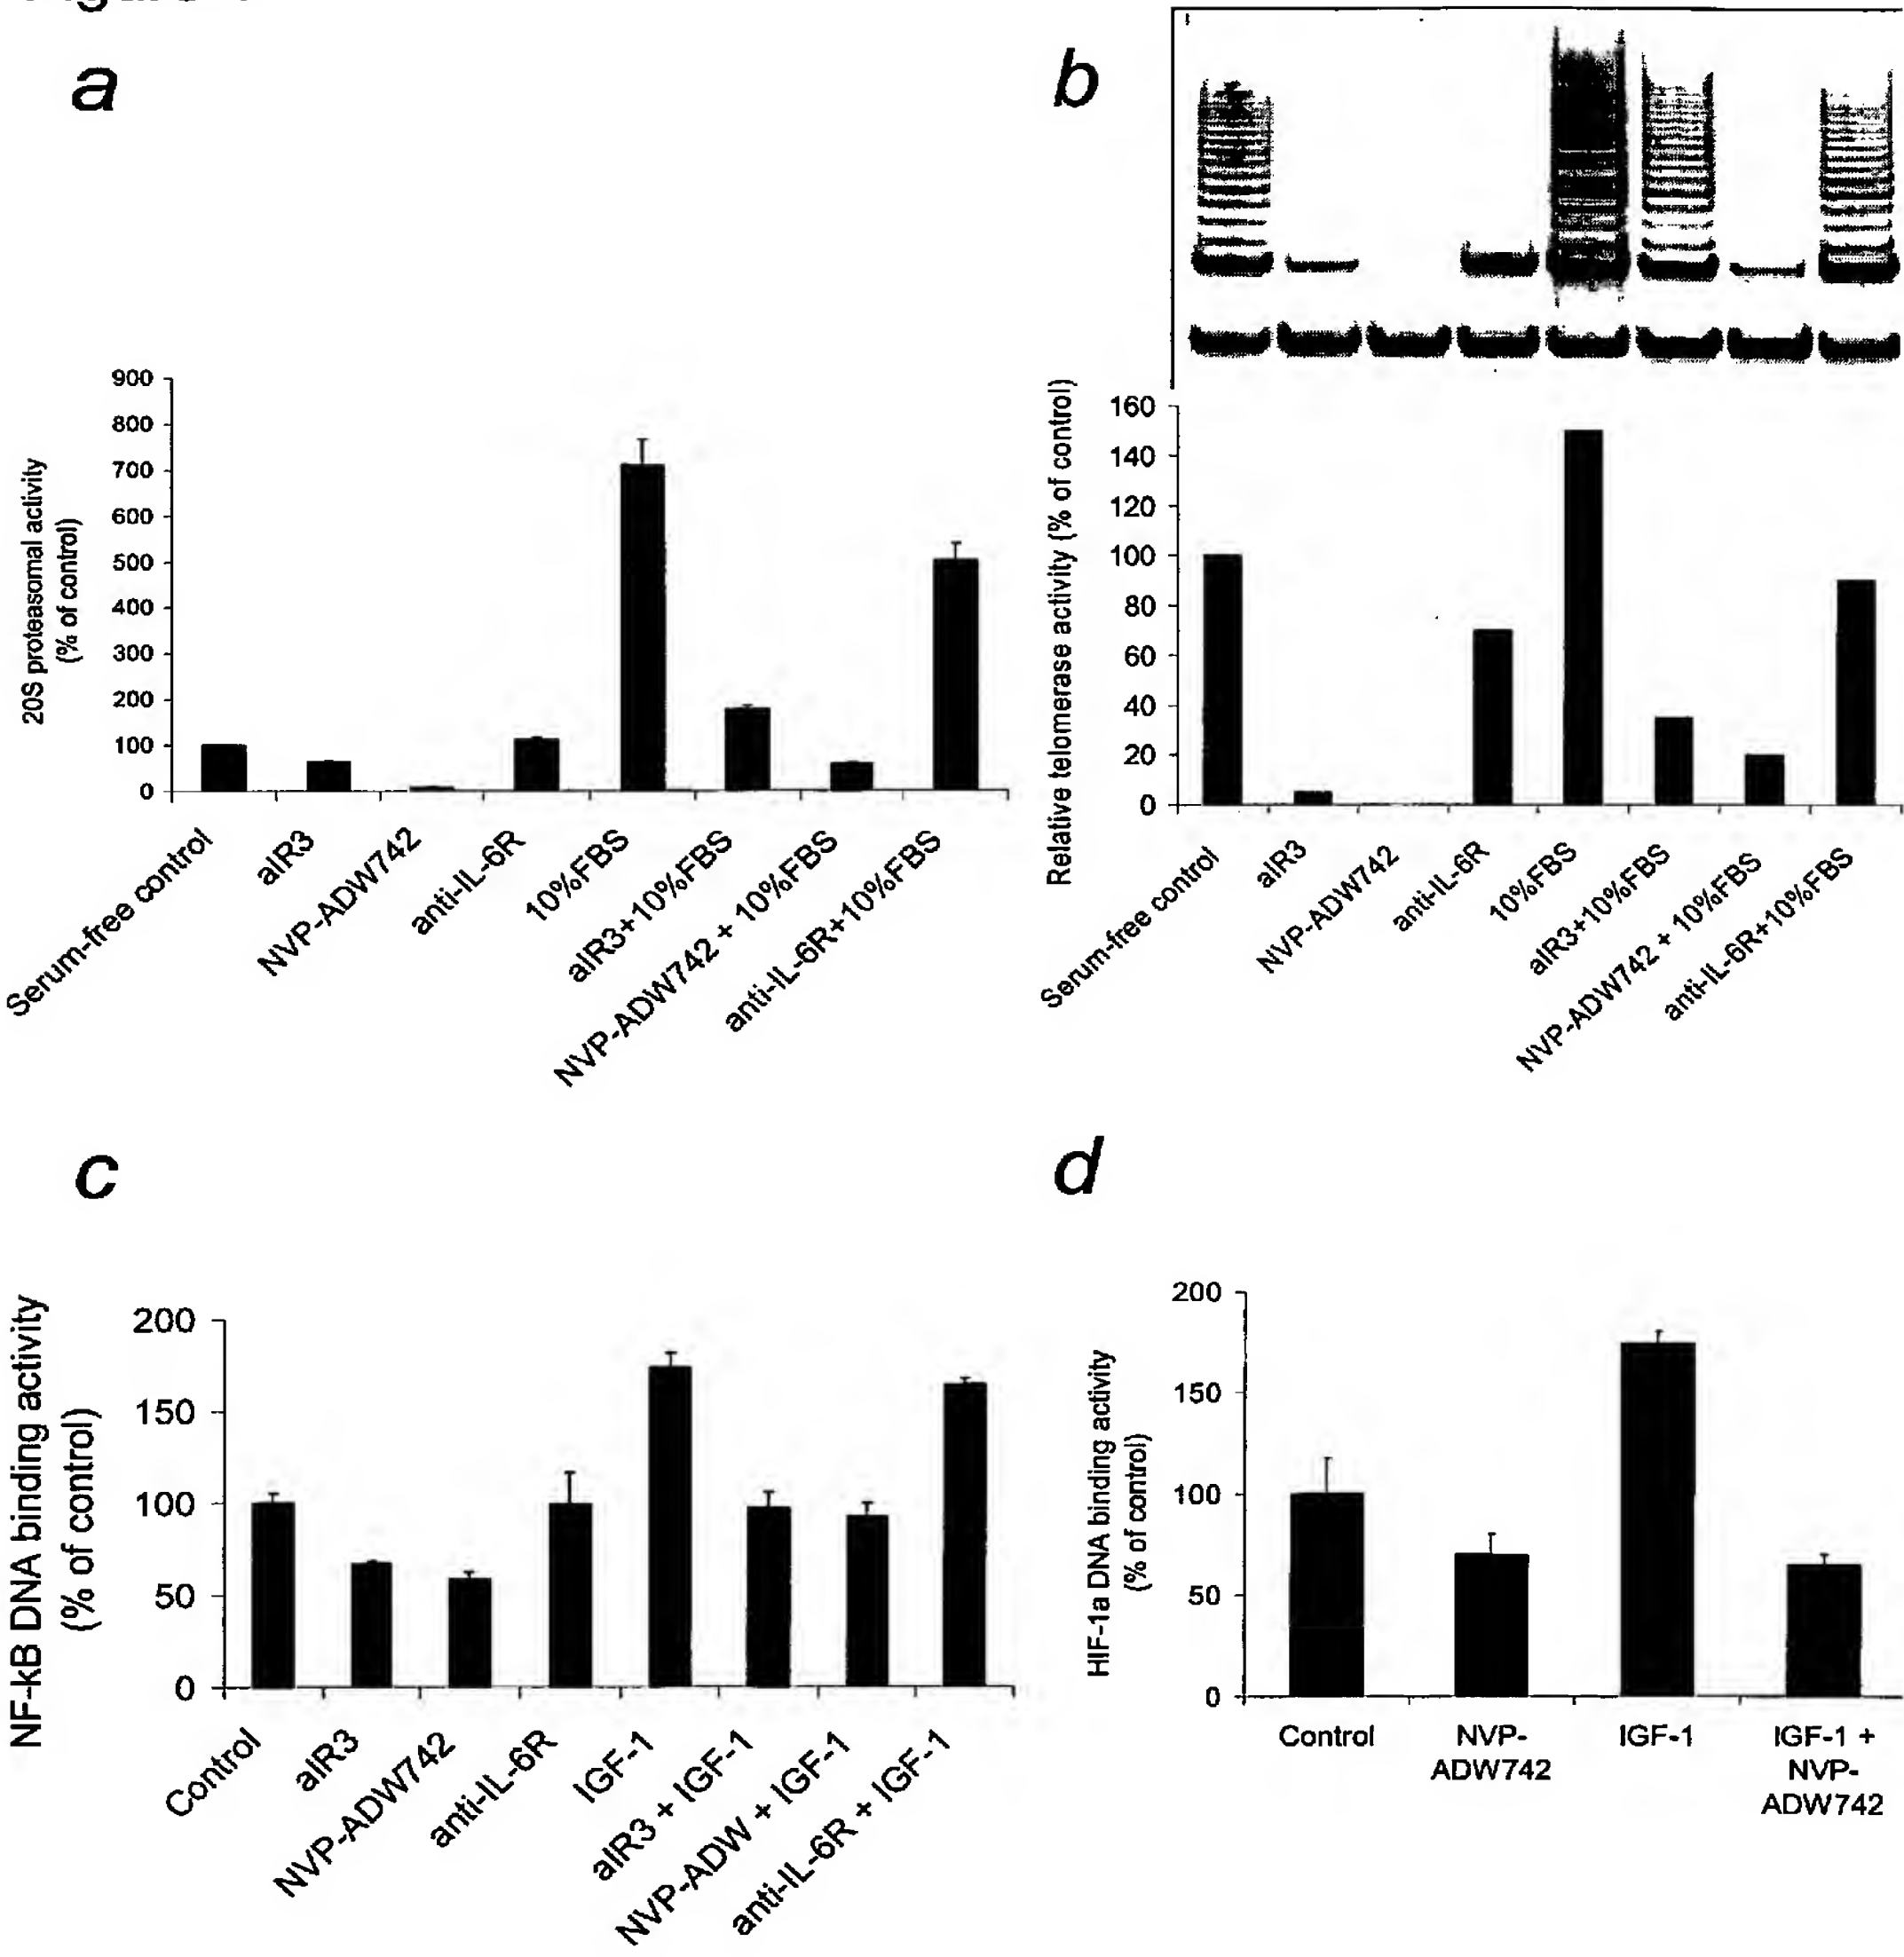 a
20S proteasomal activity
(% of control)
900
800
700
600
500
400
300
200
100
0
Serum-free control
aIR3
NVP-ADW742
anti-IL-6R
10%FBS
aIR3+10%FBS
NVP-ADW742 + 10%FBS
anti-IL-6R+10%FBS
b
Relative telomerase activity (% of control)
160
140
120
100
80
60
40
20
0
Serum-free control
aIR3
NVP-ADW742
anti-IL-6R
10%FBS
aIR3+10%FBS
NVP-ADW742 + 10%FBS
anti-IL-6R+10%FBS
c
NF-kB DNA binding activity
(% of control)
200
150
100
50
0
Control
aIR3
NVP-ADW742
anti-IL-6R
IGF-1
aIR3 + IGF-1
NVP-ADW + IGF-1
anti-IL-6R + IGF-1
d
HIF-1a DNA binding activity
(% of control)
200
150
100
50
0
Control
NVP-
ADW742
IGF-1
IGF-1 +
NVP-
ADW742